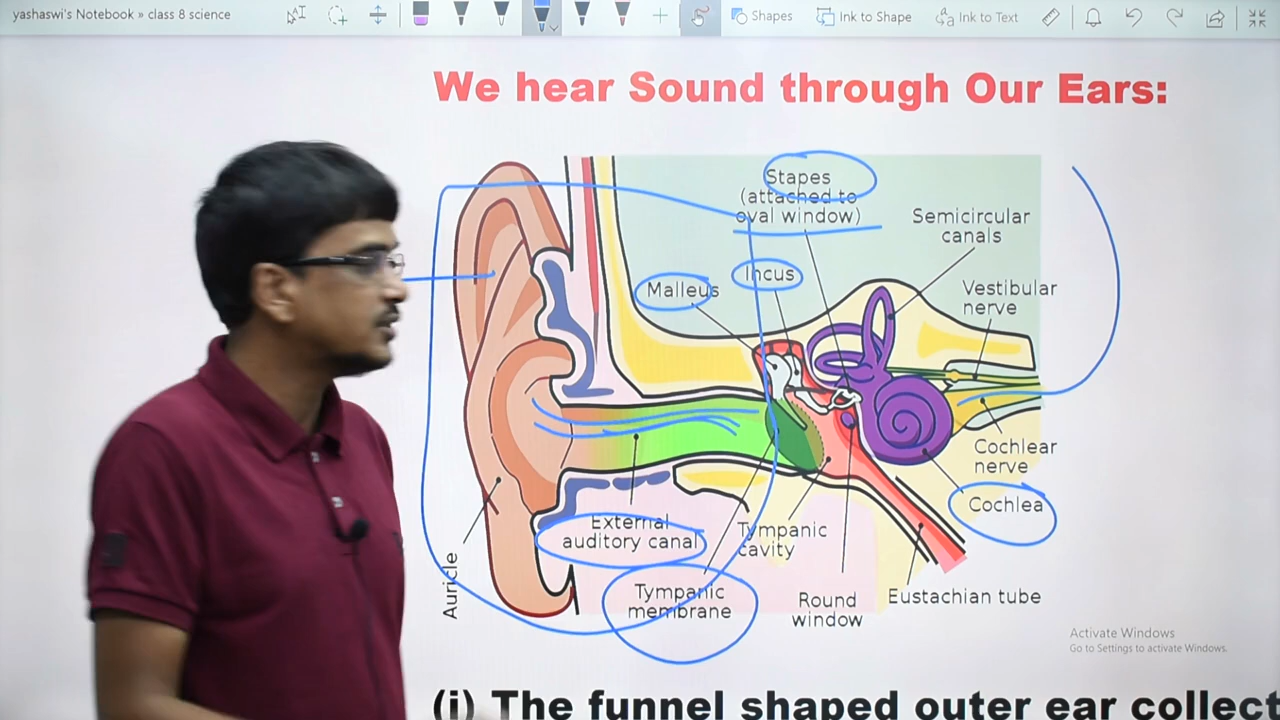 yashaswi's Notebook » class 8 science
Shapes
Ink to Shape
Ink to Text
We hear Sound through Our Ears:
Stapes
(attached to
oval window)
Semicircular
canals
Incus
Malleus
Vestibular
nerve
Cochlear
nerve
Cochlea
External
auditory canal
Tympanic
cavity
Auricle
Tympanic
membrane
Round
window
Eustachian tube
Activate Windows
Go to Settings to activate Windows.
(i) The funnel shaped outer ear collect